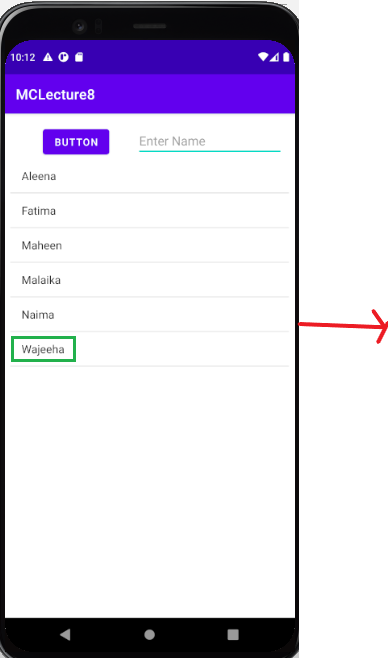 10:12
MCLecture8
BUTTON Enter Name
Aleena
Fatima
Maheen
Malaika
Naima
Wajeeha